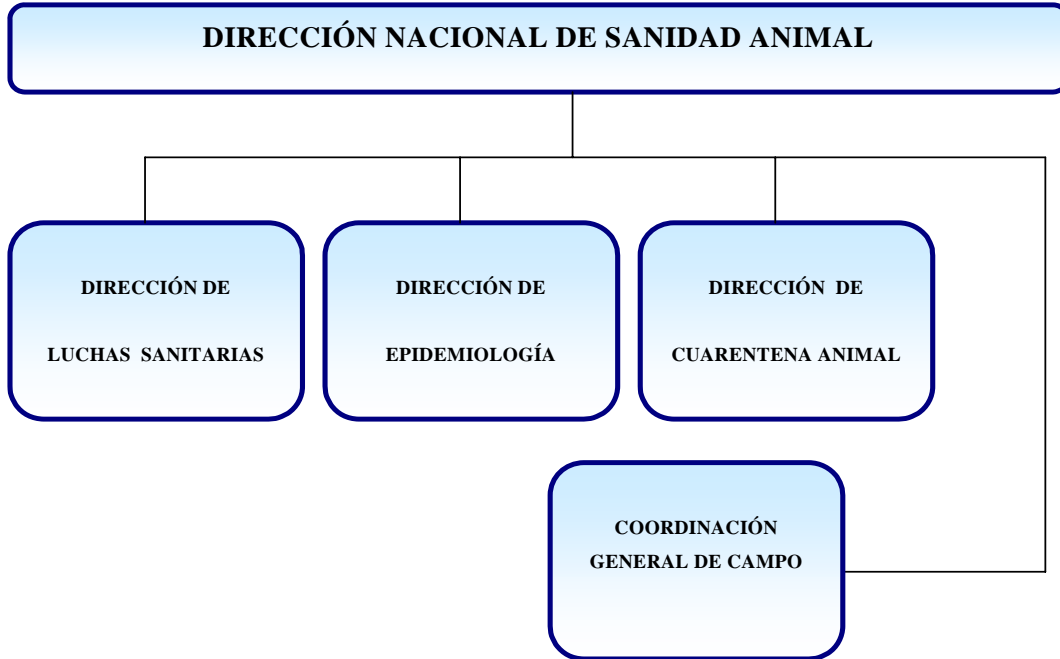 DIRECCIÓN NACIONAL DE SANIDAD ANIMAL
DIRECCIÓN DE
LUCHAS SANITARIAS
DIRECCIÓN DE
EPIDEMIOLOGÍA
DIRECCIÓN DE
CUARENTENA ANIMAL
COORDINACIÓN
GENERAL DE CAMPO